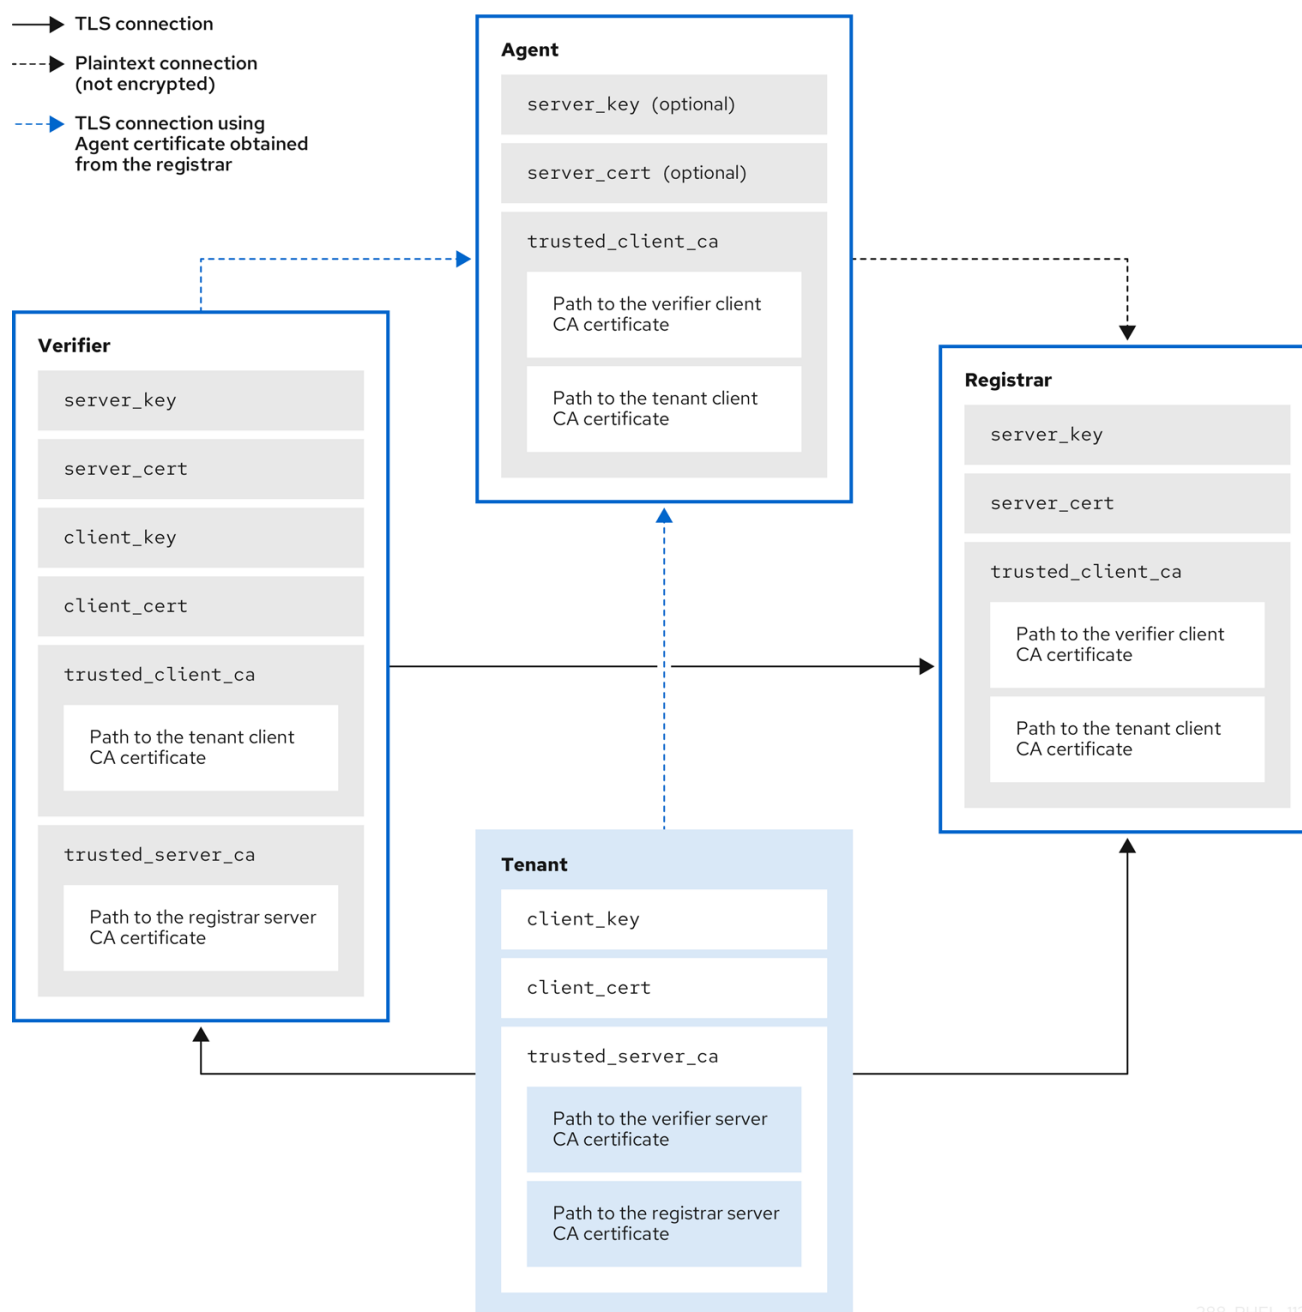 TLS connection
Plaintext connection
(not encrypted)
TLS connection using
Agent certificate obtained
from the registrar
Agent
server_key (optional)
server_cert (optional)
trusted_client_ca
Path to the verifier client
CA certificate
Path to the tenant client
CA certificate
Verifier
server_key
server_cert
client_key
client_cert
trusted_client_ca
Path to the tenant client
CA certificate
trusted_server_ca
Path to the registrar server
CA certificate
Registrar
server_key
server_cert
trusted_client_ca
Path to the verifier client
CA certificate
Path to the tenant client
CA certificate
Tenant
client_key
client_cert
trusted_server_ca
Path to the verifier server
CA certificate
Path to the registrar server
CA certificate